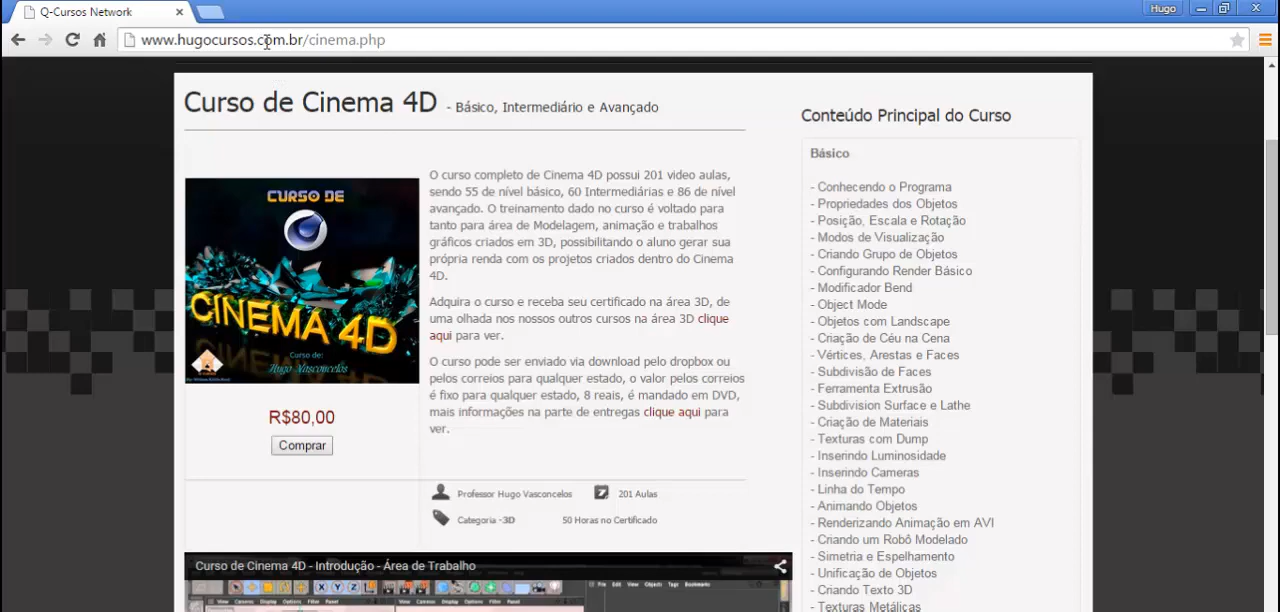 Q-Cursos Network
Hugo
www.hugocursos.com.br/cinema.php
Curso de Cinema 4D - Básico, Intermediário e Avançado
CURSO DE
CINEMA 4D
Curso de:
Hugo Vasconcelos
R$80,00
Comprar
O curso completo de Cinema 4D possui 201 video aulas,
sendo 55 de nível básico, 60 Intermediárias e 86 de nível
avançado. O treinamento dado no curso é voltado para
tanto para área de Modelagem, animação e trabalhos
gráficos criados em 3D, possibilitando o aluno gerar sua
própria renda com os projetos criados dentro do Cinema
4D.
Adquira o curso e receba seu certificado na área 3D, de
uma olhada nos nossos outros cursos na área 3D clique
aqui para ver.
O curso pode ser enviado via download pelo dropbox ou
pelos correios para qualquer estado, o valor pelos correios
é fixo para qualquer estado, 8 reais, é mandado em DVD,
mais informações na parte de entregas clique aqui para
ver.
Professor Hugo Vasconcelos
201 Aulas
Categoria -3D
50 Horas no Certificado
Curso de Cinema 4D - Introdução - Área de Trabalho
Conteúdo Principal do Curso
Básico
- Conhecendo o Programa
- Propriedades dos Objetos
- Posição, Escala e Rotação
- Modos de Visualização
- Criando Grupo de Objetos
- Configurando Render Básico
- Modificador Bend
- Object Mode
- Objetos com Landscape
- Criação de Céu na Cena
- Vértices, Arestas e Faces
- Subdivisão de Faces
- Ferramenta Extrusão
- Subdivision Surface e Lathe
- Criação de Materiais
- Texturas com Dump
- Inserindo Luminosidade
- Inserindo Cameras
- Linha do Tempo
- Animando Objetos
- Renderizando Animação em AVI
- Criando um Robô Modelado
- Simetria e Espelhamento
- Unificação de Objetos
- Criando Texto 3D
- Texturas Metálicas